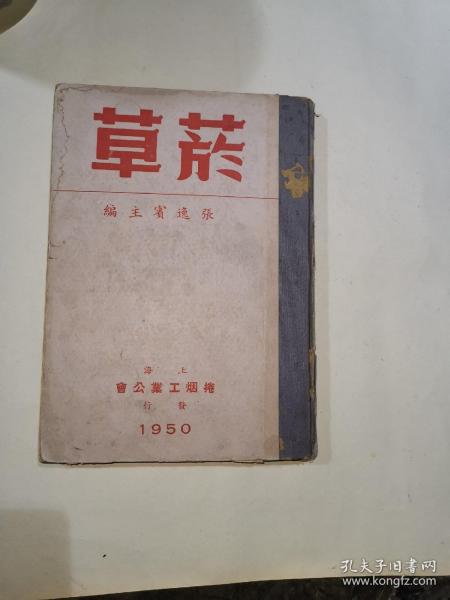 菸草
張逸賓主編
上海
捲烟工業公會
發行
1950
孔夫子旧书网
www.kongfz.com